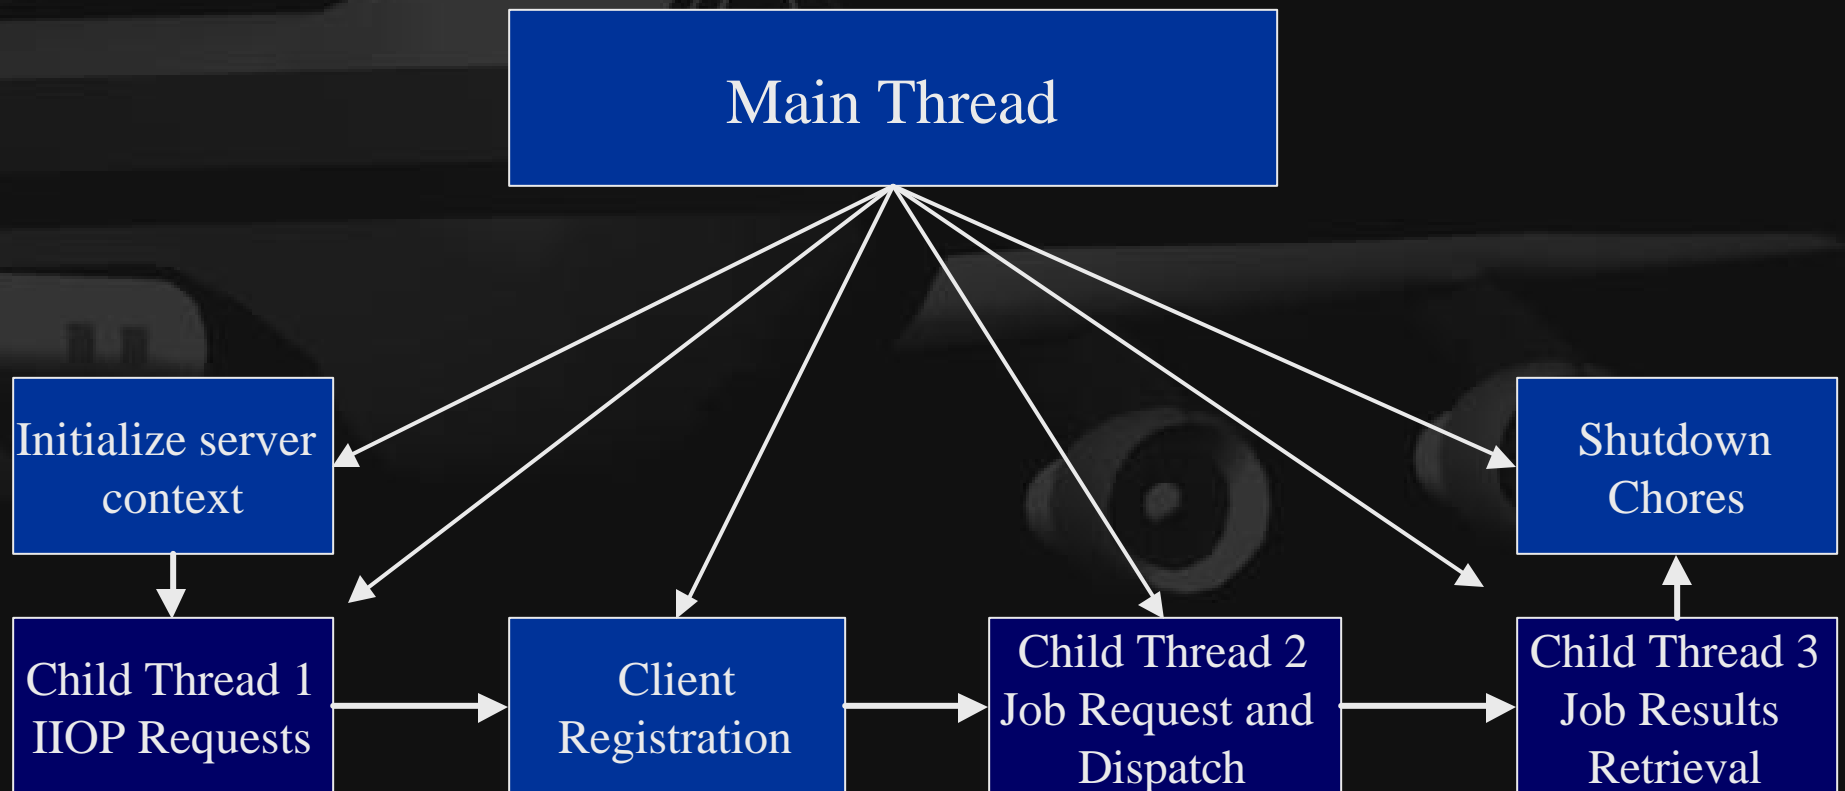 Main Thread
Initialize server
context
Shutdown
Chores
Child Thread 1
IIOP Requests
Client
Registration
Child Thread 2
Job Request and
Dispatch
Child Thread 3
Job Results
Retrieval